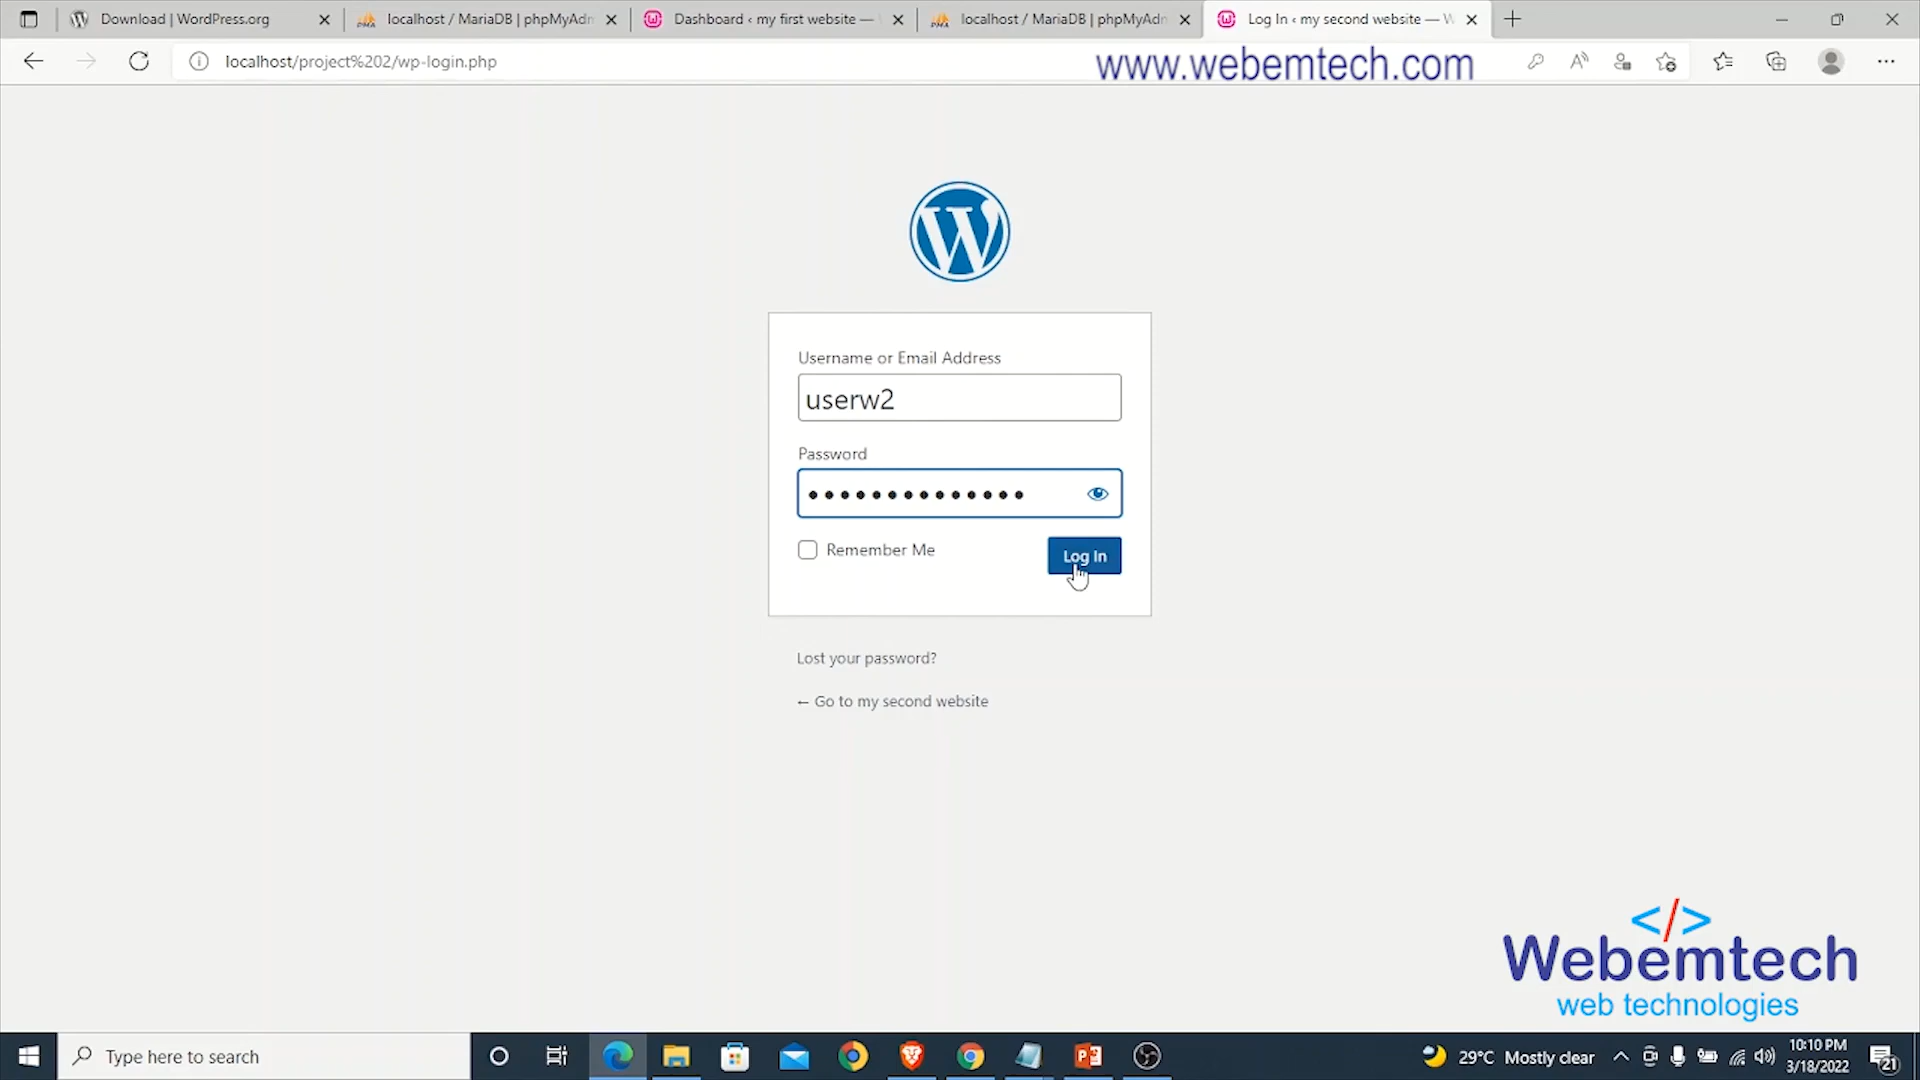 Download | WordPress.org
localhost / MariaDB | phpMyAdm
Dashboard ‹ my first website —
localhost / MariaDB | phpMyAdm
Log In ‹ my second website — W
localhost/project%202/wp-login.php
www.webemtech.com
Username or Email Address
userw2
Password
Remember Me
Log In
Lost your password?
← Go to my second website
</>
Webemtech
web technologies
Type here to search
29°C Mostly clear
10:10 PM
3/18/2022
21